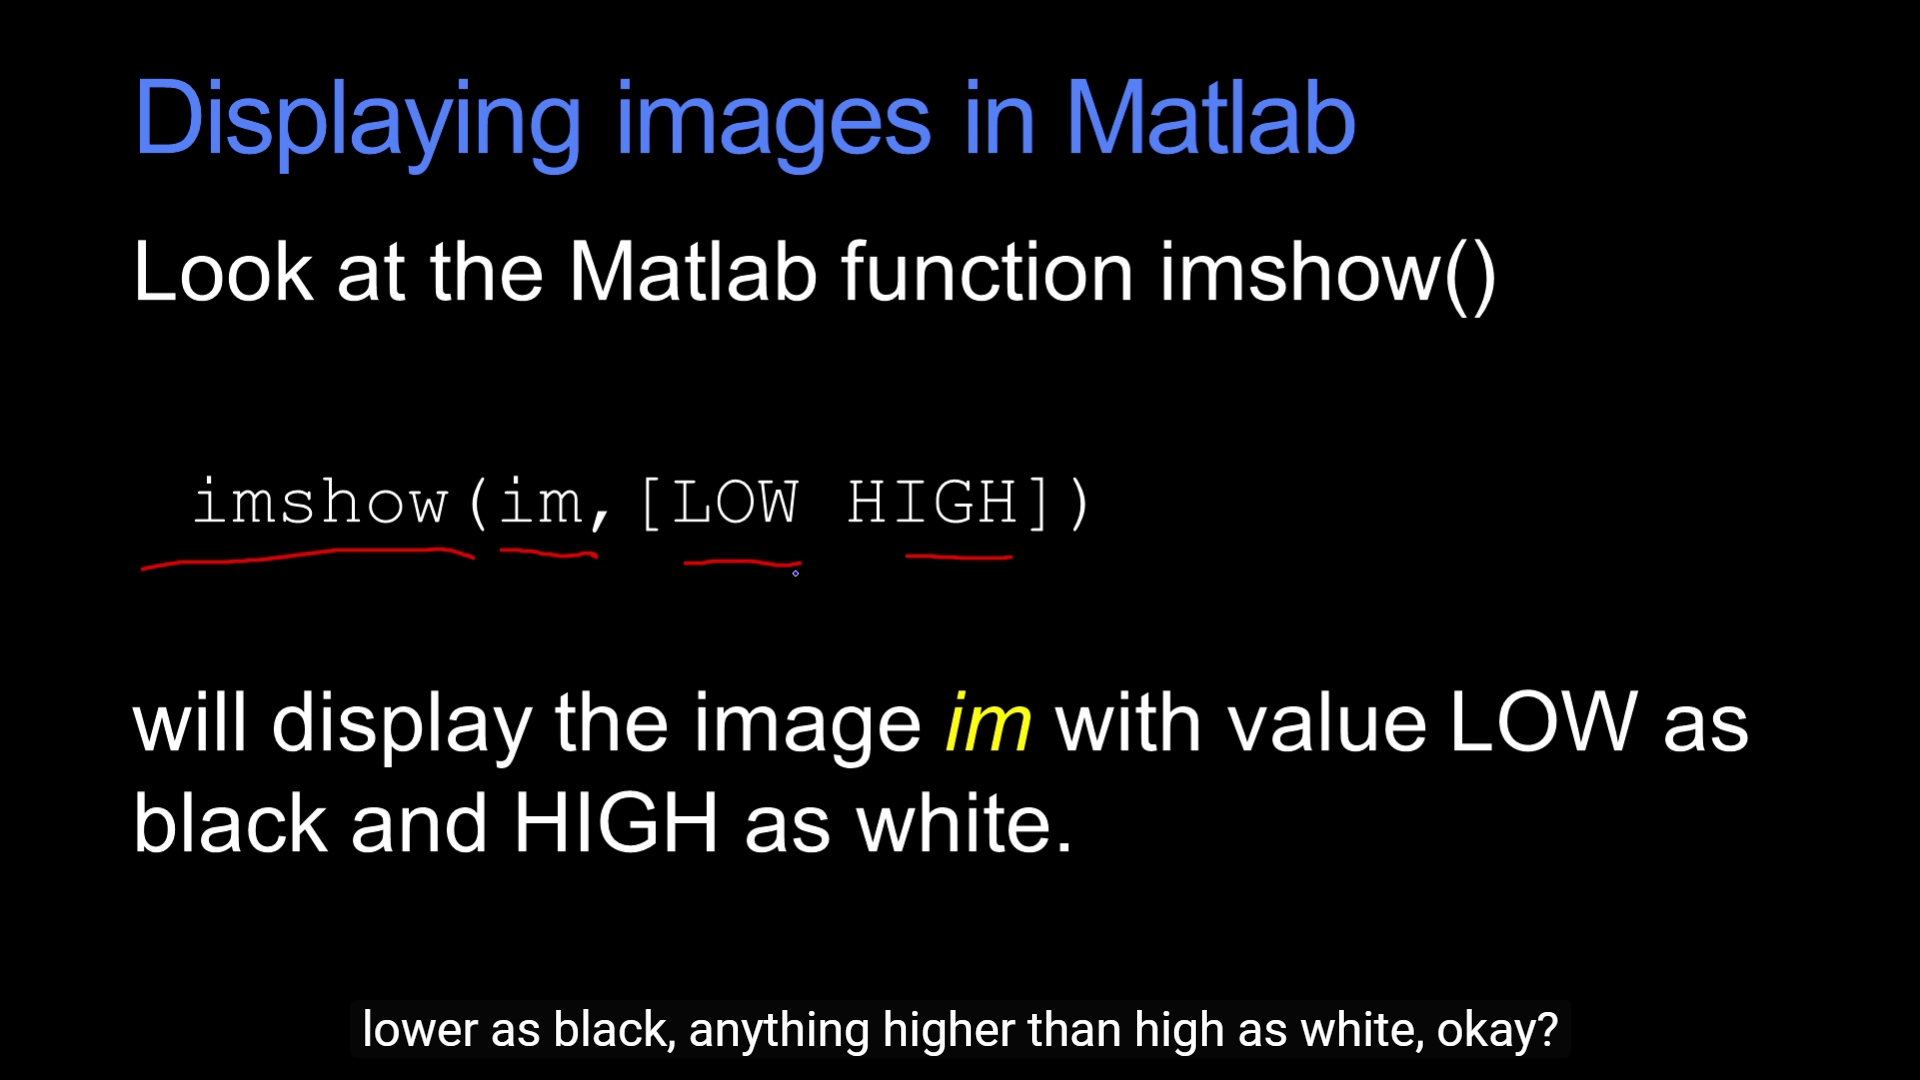 Displaying images in Matlab
Look at the Matlab function imshow()
imshow(im,[LOW HIGH])
will display the image im with value LOW as
black and HIGH as white.
lower as black, anything higher than high as white, okay?